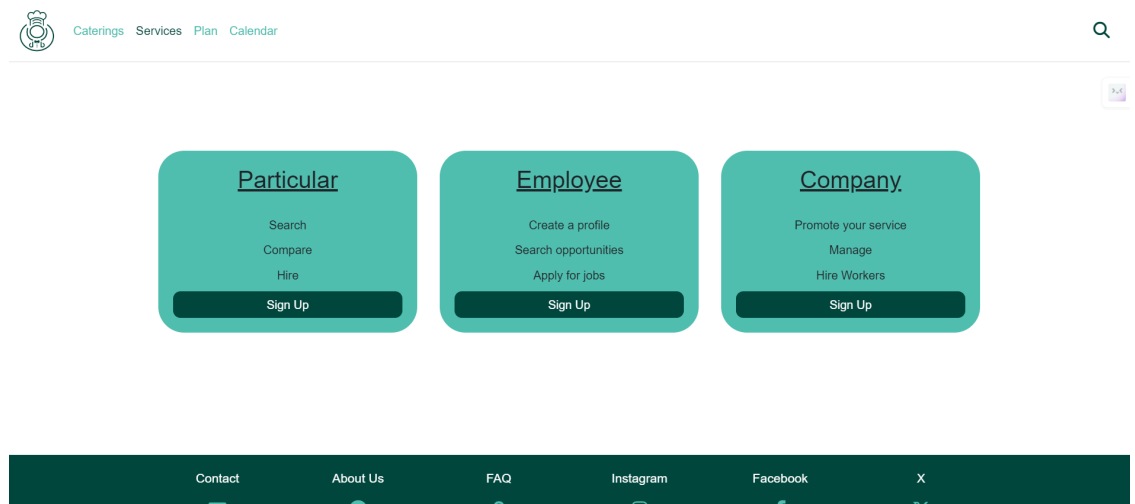 Caterings Services Plan Calendar
Particular
Search
Compare
Hire
Sign Up
Employee
Create a profile
Search opportunities
Apply for jobs
Sign Up
Company
Promote your service
Manage
Hire Workers
Sign Up
Contact About Us FAQ Instagram Facebook X